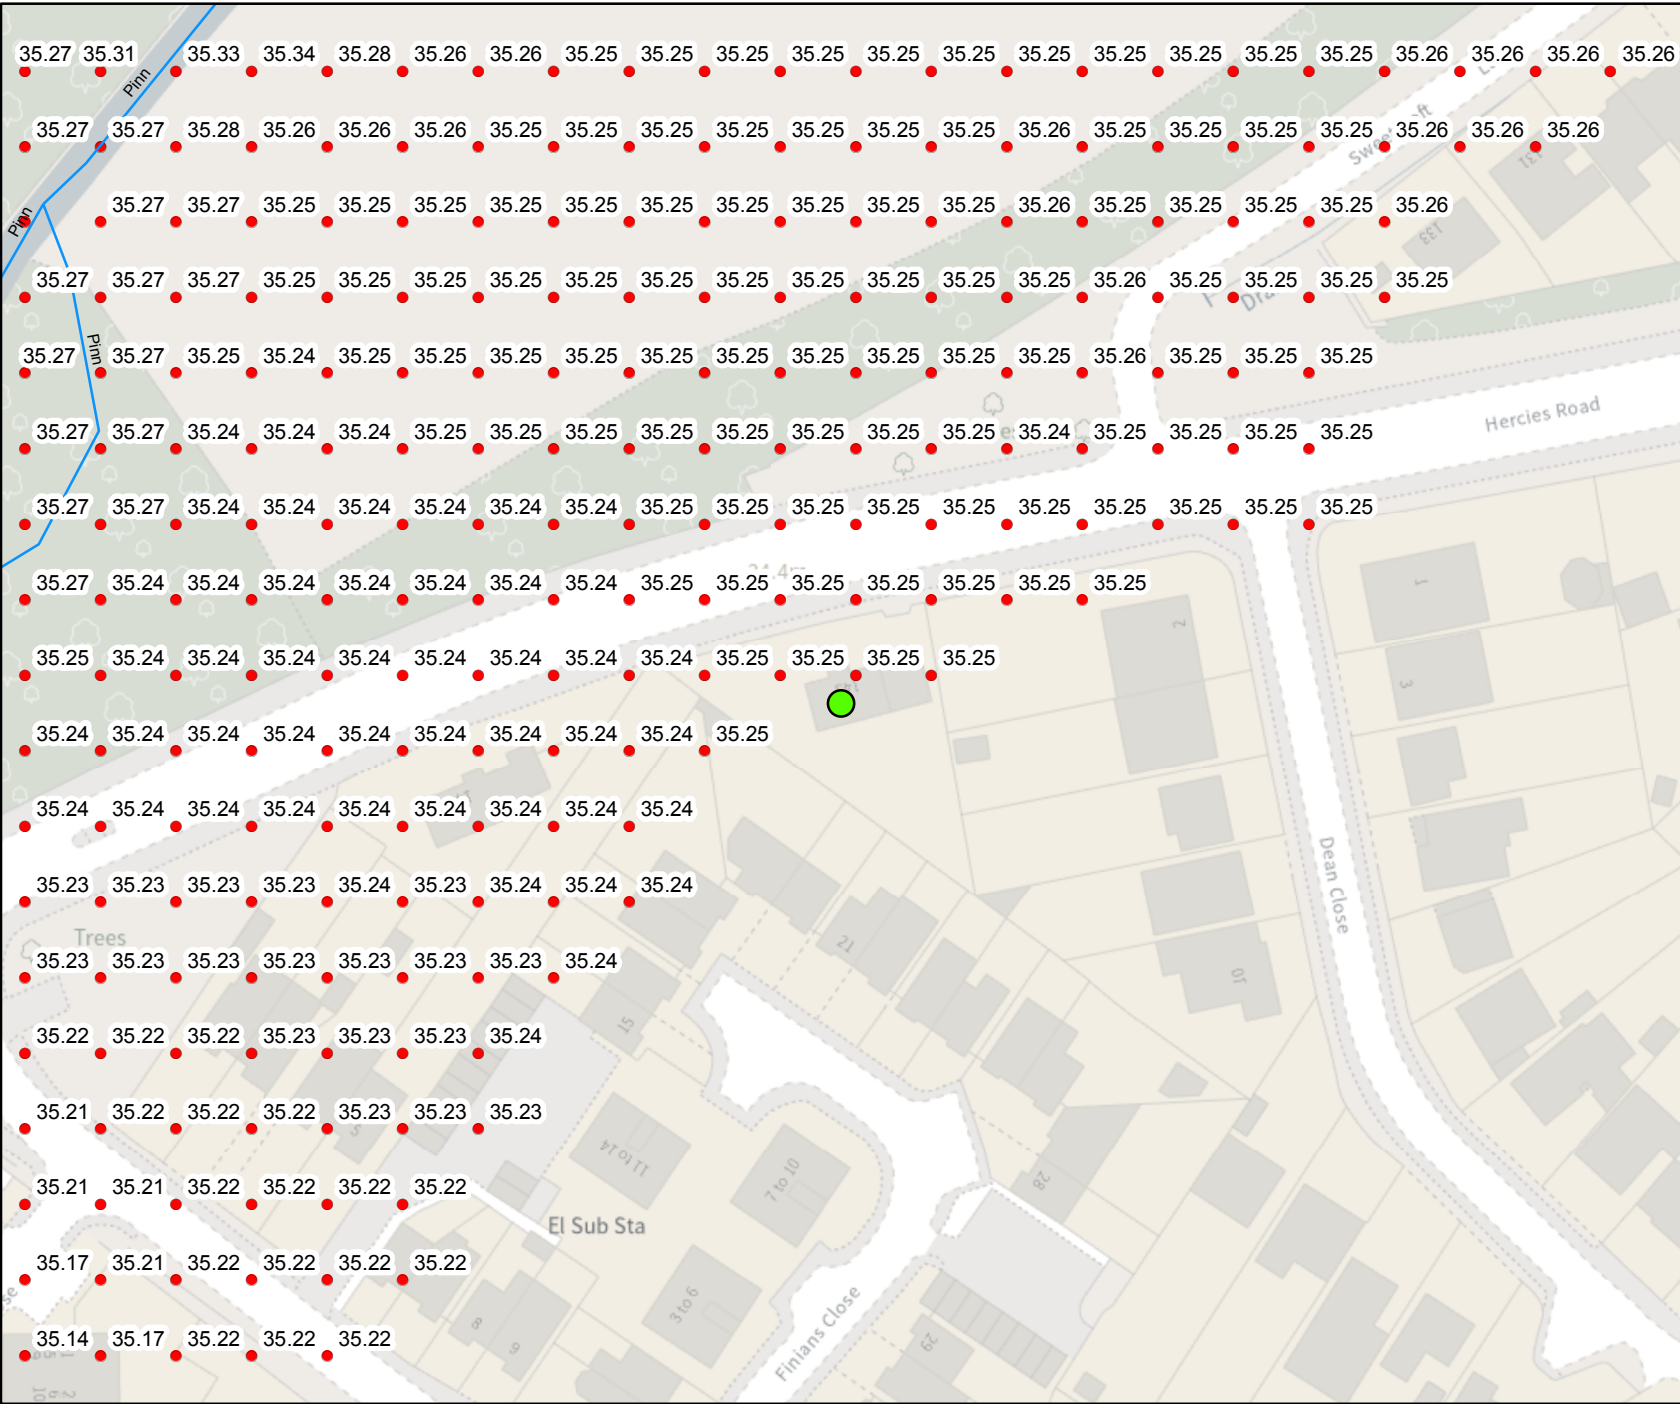 35.27 35.31 35.33 35.34 35.28 35.26 35.26 35.25 35.25 35.25 35.25 35.25 35.25 35.25 35.25 35.25 35.25 35.26 35.26 35.26 35.26
Pinn
35.27 35.27 35.28 35.26 35.26 35.26 35.25 35.25 35.25 35.25 35.25 35.25 35.25 35.26 35.25 35.25 35.25 35.25 35.26 35.26 35.26
131
Pinn
35.27 35.27 35.25 35.25 35.25 35.25 35.25 35.25 35.25 35.25 35.25 35.25 35.26 35.25 35.25 35.25 35.25 35.26
133
35.27 35.27 35.27 35.25 35.25 35.25 35.25 35.25 35.25 35.25 35.25 35.25 35.25 35.25 35.26 35.25 35.25 35.25 35.25
Pinn
35.27 35.27 35.25 35.24 35.25 35.25 35.25 35.25 35.25 35.25 35.25 35.25 35.25 35.25 35.26 35.25 35.25 35.25
Hercies Road
35.27 35.27 35.24 35.24 35.24 35.25 35.25 35.25 35.25 35.25 35.25 35.25 35.25 35.24 35.25 35.25 35.25 35.25
35.27 35.27 35.24 35.24 35.24 35.24 35.24 35.24 35.25 35.25 35.25 35.25 35.25 35.25 35.25 35.25 35.25 35.25
35.27 35.24 35.24 35.24 35.24 35.24 35.24 35.24 35.25 35.25 35.25 35.25 35.25 35.25 35.25
1
2
35.25 35.24 35.24 35.24 35.24 35.24 35.24 35.24 35.24 35.25 35.25 35.25 35.25
3
35.24 35.24 35.24 35.24 35.24 35.24 35.24 35.24 35.24 35.25
35.24 35.24 35.24 35.24 35.24 35.24 35.24 35.24 35.24
35.23 35.23 35.23 35.23 35.24 35.23 35.24 35.24 35.24
Dean Close
Trees
21
35.23 35.23 35.23 35.23 35.23 35.23 35.23 35.24
10
15
35.22 35.22 35.22 35.23 35.23 35.23 35.24
35.21 35.22 35.22 35.22 35.23 35.23 35.23
5
11 to 14
7 to 10
28
35.21 35.21 35.22 35.22 35.22 35.22
El Sub Sta
35.17 35.21 35.22 35.22 35.22 35.22
3 to 6
Finians Close
8
9
29
35.14 35.17 35.22 35.22 35.22